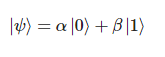 |ψ⟩ = α |0⟩ + β |1⟩